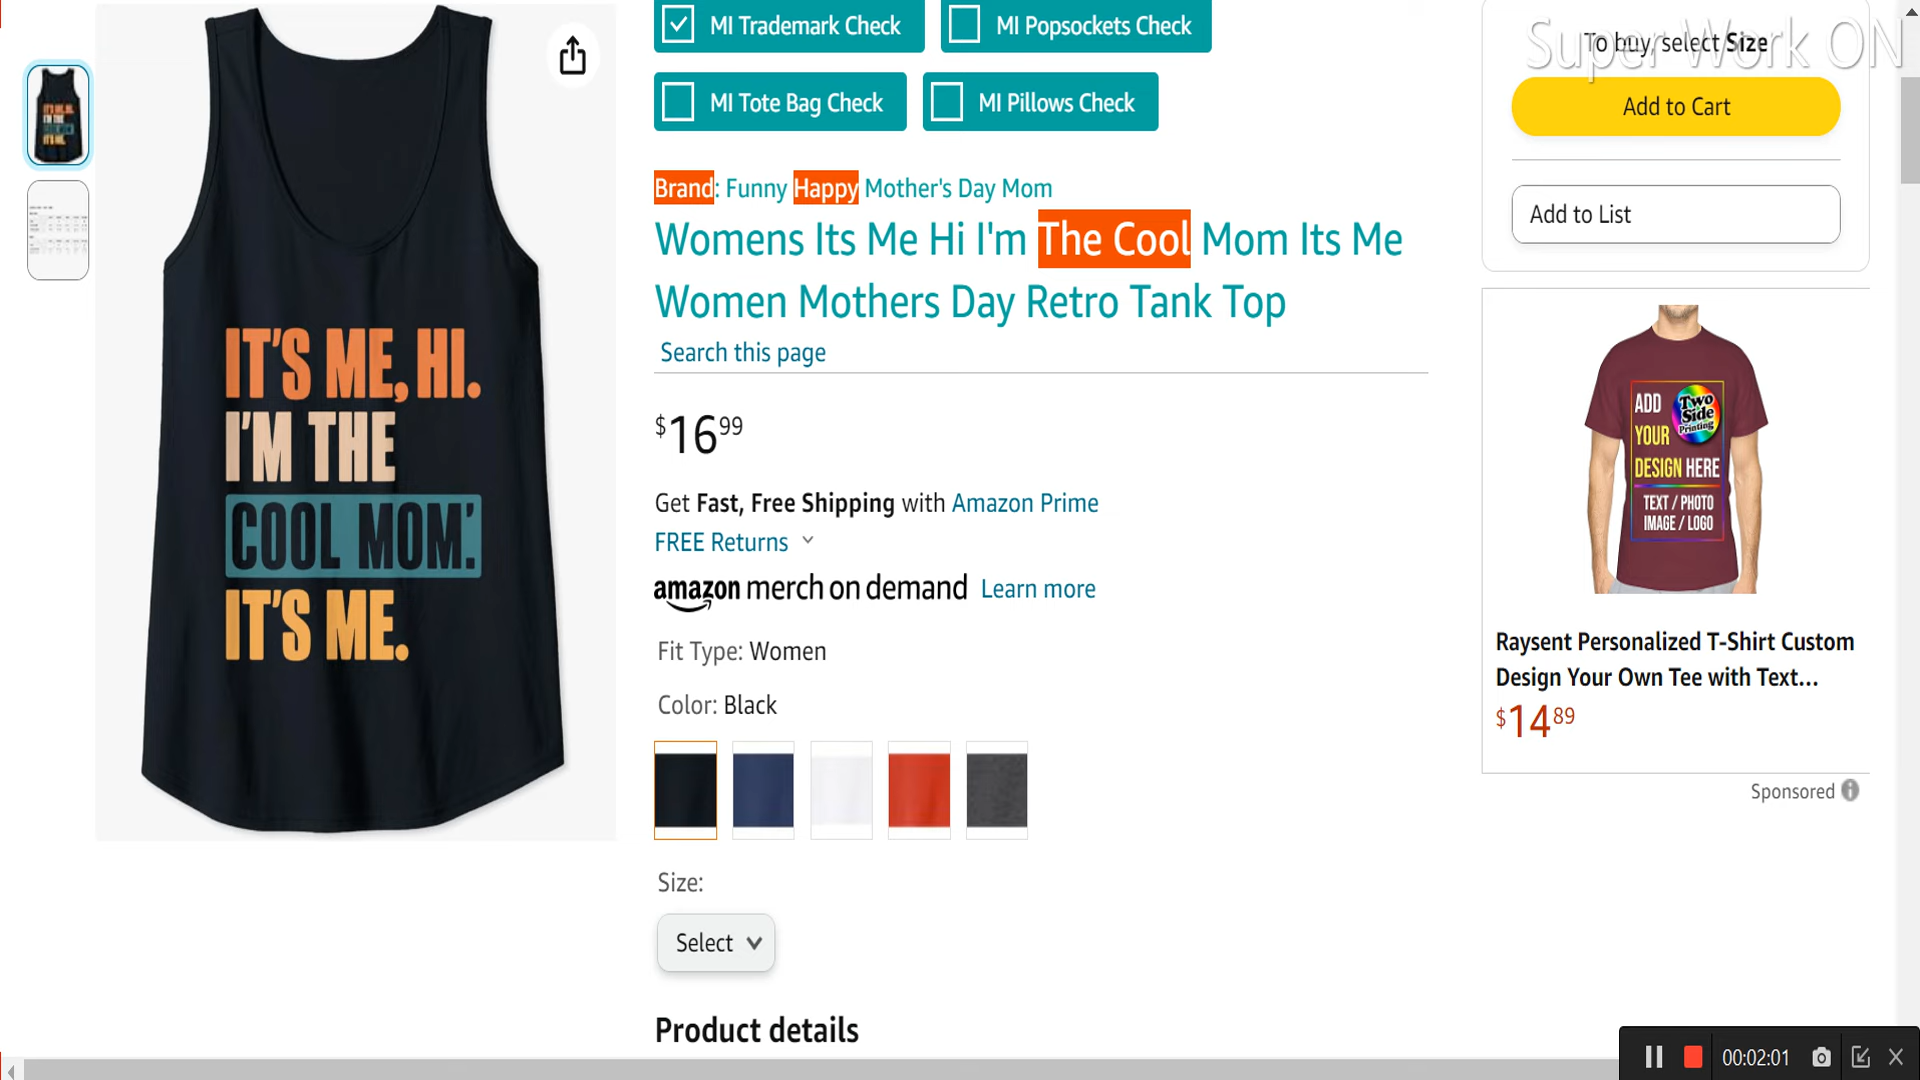 MI Trademark Check
MI Popsockets Check
MI Tote Bag Check
MI Pillows Check
Brand: Funny Happy Mother's Day Mom
Womens Its Me Hi I'm The Cool Mom Its Me
Women Mothers Day Retro Tank Top
Search this page
$16.99
Get Fast, Free Shipping with Amazon Prime
FREE Returns
amazon merch on demand Learn more
Fit Type: Women
Color: Black
Size:
Select
Product details
IT'S ME, HI.
I'M THE
COOL MOM.'
IT'S ME.
Super Work ON
To buy, select Size
Add to Cart
Add to List
ADD
YOUR
DESIGN HERE
TEXT / PHOTO
IMAGE / LOGO
Two
Side
Printing
Raysent Personalized T-Shirt Custom
Design Your Own Tee with Text...
$14.89
Sponsored
00:02:01